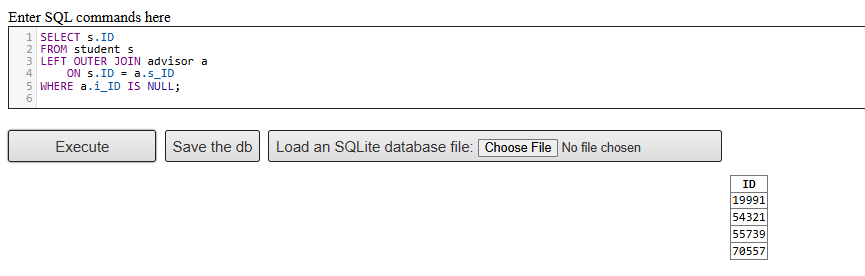 Enter SQL commands here
1 SELECT s.ID
2 FROM student s
3 LEFT OUTER JOIN advisor a
4     ON s.ID = a.s_ID
5 WHERE a.i_ID IS NULL;
6
Execute Save the db Load an SQLite database file: Choose File No file chosen
ID
19991
54321
55739
70557